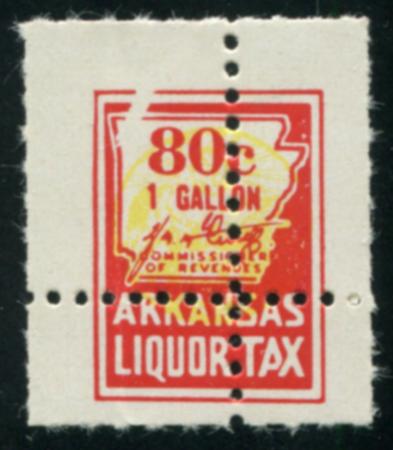 80c
1 GALLON
COMMISSIONER
OF REVENUES
ARKANSAS
LIQUOR TAX